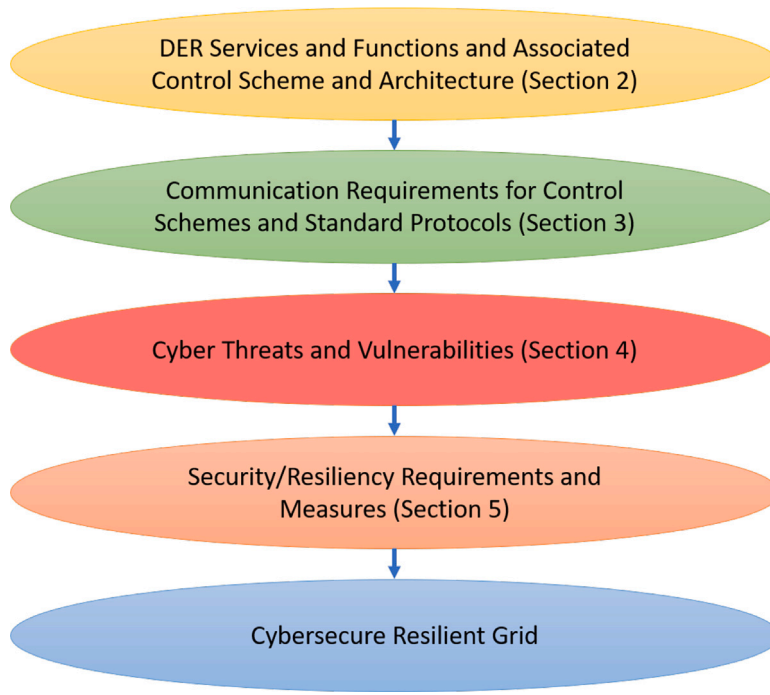 DER Services and Functions and Associated
Control Scheme and Architecture (Section 2)
Communication Requirements for Control
Schemes and Standard Protocols (Section 3)
Cyber Threats and Vulnerabilities (Section 4)
Security/Resiliency Requirements and
Measures (Section 5)
Cybersecure Resilient Grid